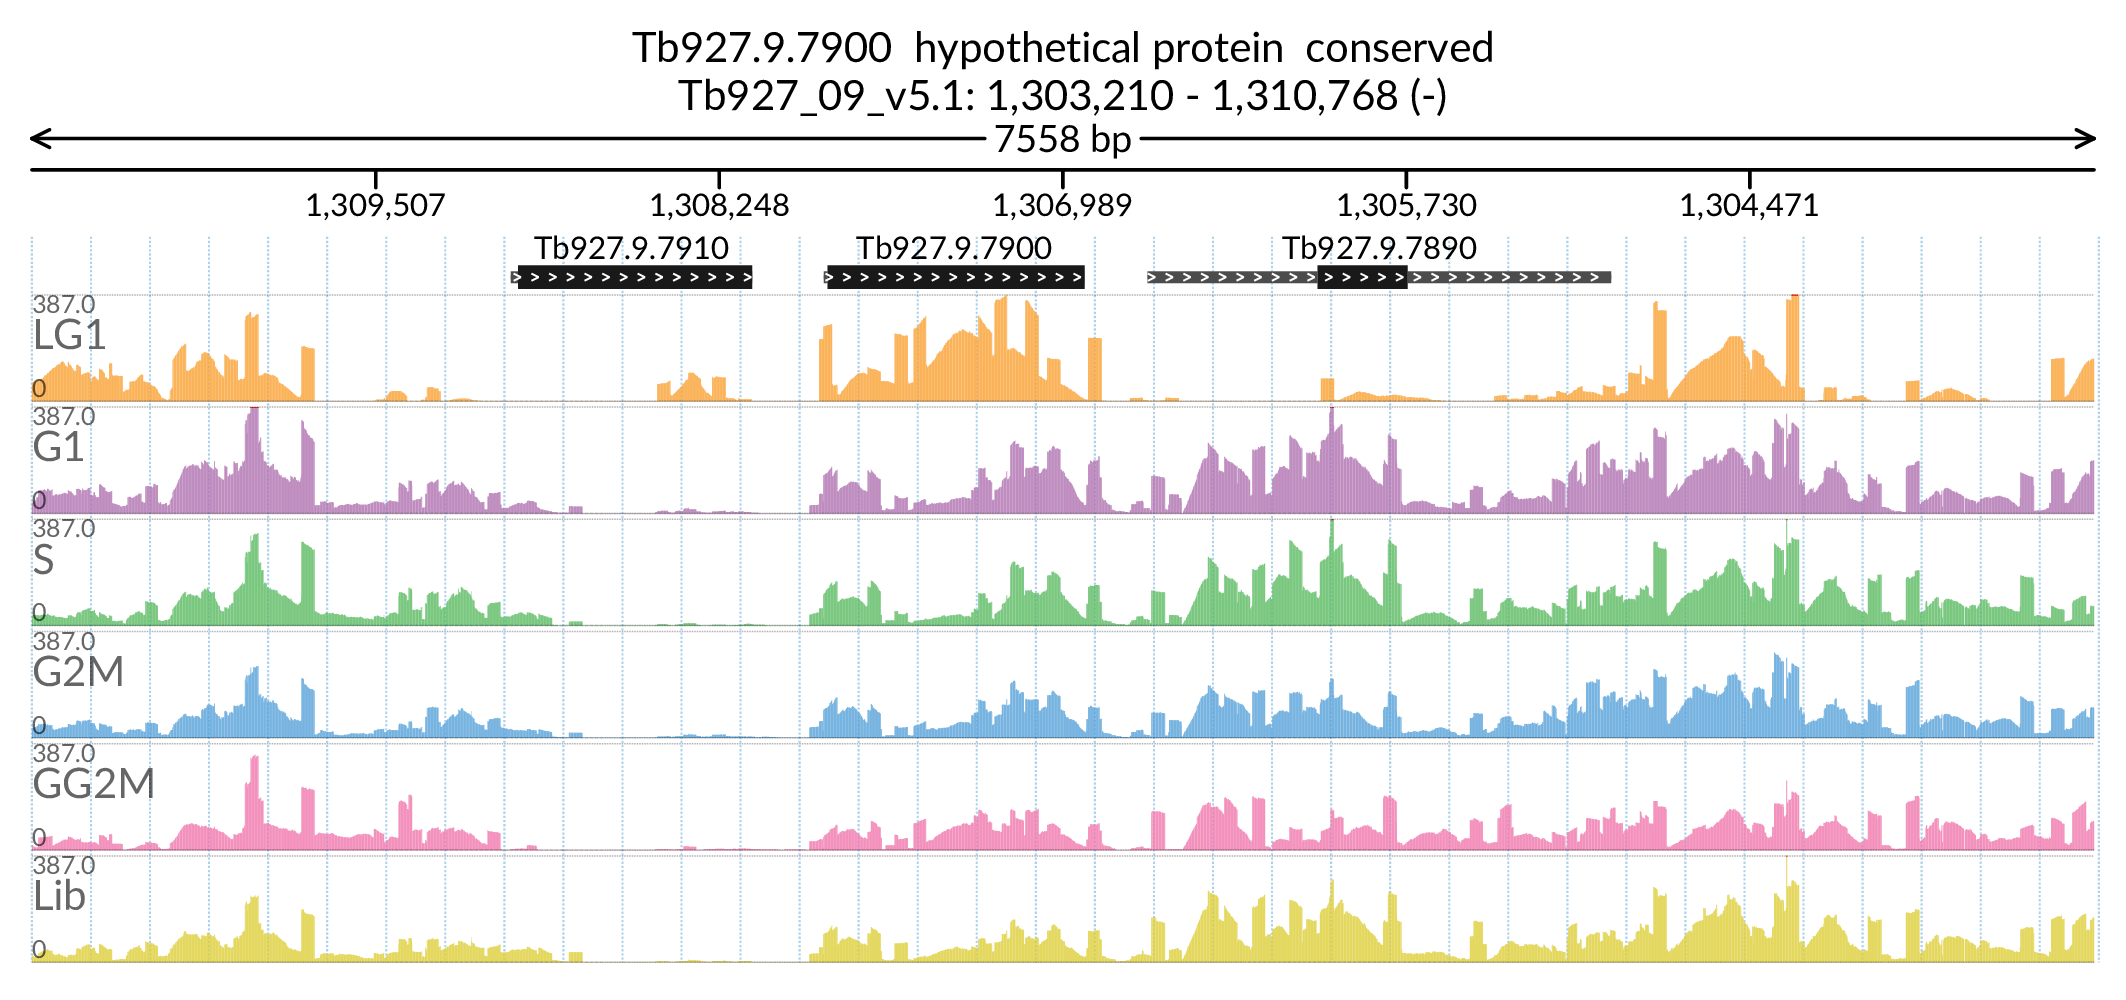 Tb927.9.7900  hypothetical protein  conserved
Tb927_09_v5.1: 1,303,210 - 1,310,768 (-)
7558 bp
1,309,507 1,308,248 1,306,989 1,305,730 1,304,471
Tb927.9.7910 Tb927.9.7900 Tb927.9.7890
387.0
LG1
0
387.0
G1
0
387.0
S
0
387.0
G2M
0
387.0
GG2M
0
387.0
Lib
0